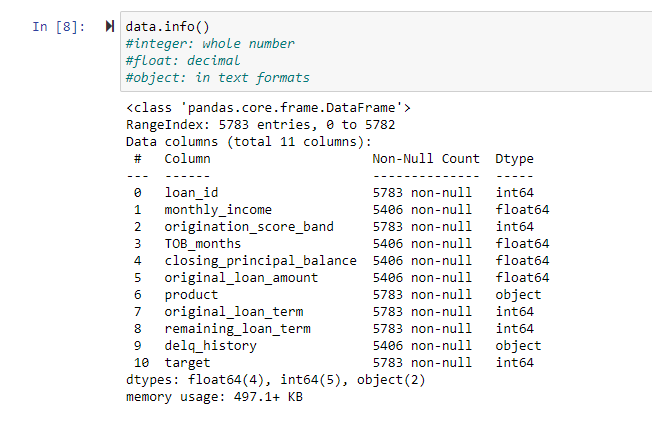 In [8]:
data.info()
#integer: whole number
#float: decimal
#object: in text formats
<class 'pandas.core.frame.DataFrame'>
RangeIndex: 5783 entries, 0 to 5782
Data columns (total 11 columns):
 #   Column                     Non-Null Count  Dtype
---  ------                     --------------  -----
 0   loan_id                    5783 non-null   int64
 1   monthly_income             5406 non-null   float64
 2   origination_score_band     5783 non-null   int64
 3   TOB_months                 5406 non-null   float64
 4   closing_principal_balance  5406 non-null   float64
 5   original_loan_amount       5406 non-null   float64
 6   product                    5783 non-null   object
 7   original_loan_term         5783 non-null   int64
 8   remaining_loan_term        5783 non-null   int64
 9   delq_history               5406 non-null   object
 10  target                     5783 non-null   int64
dtypes: float64(4), int64(5), object(2)
memory usage: 497.1+ KB